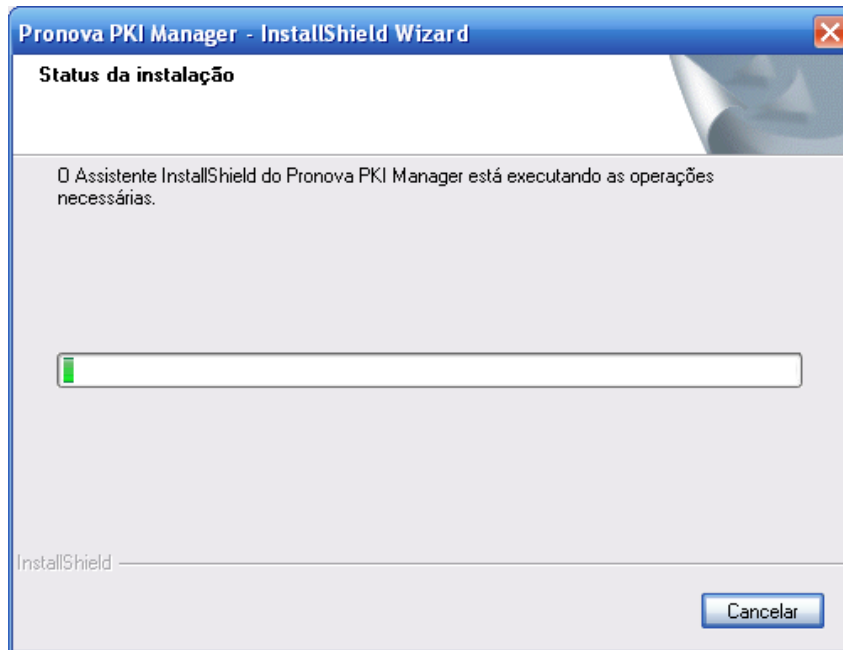 Pronova PKI Manager - InstallShield Wizard
Status da instalação
O Assistente InstallShield do Pronova PKI Manager está executando as operações
necessárias.
InstallShield
Cancelar